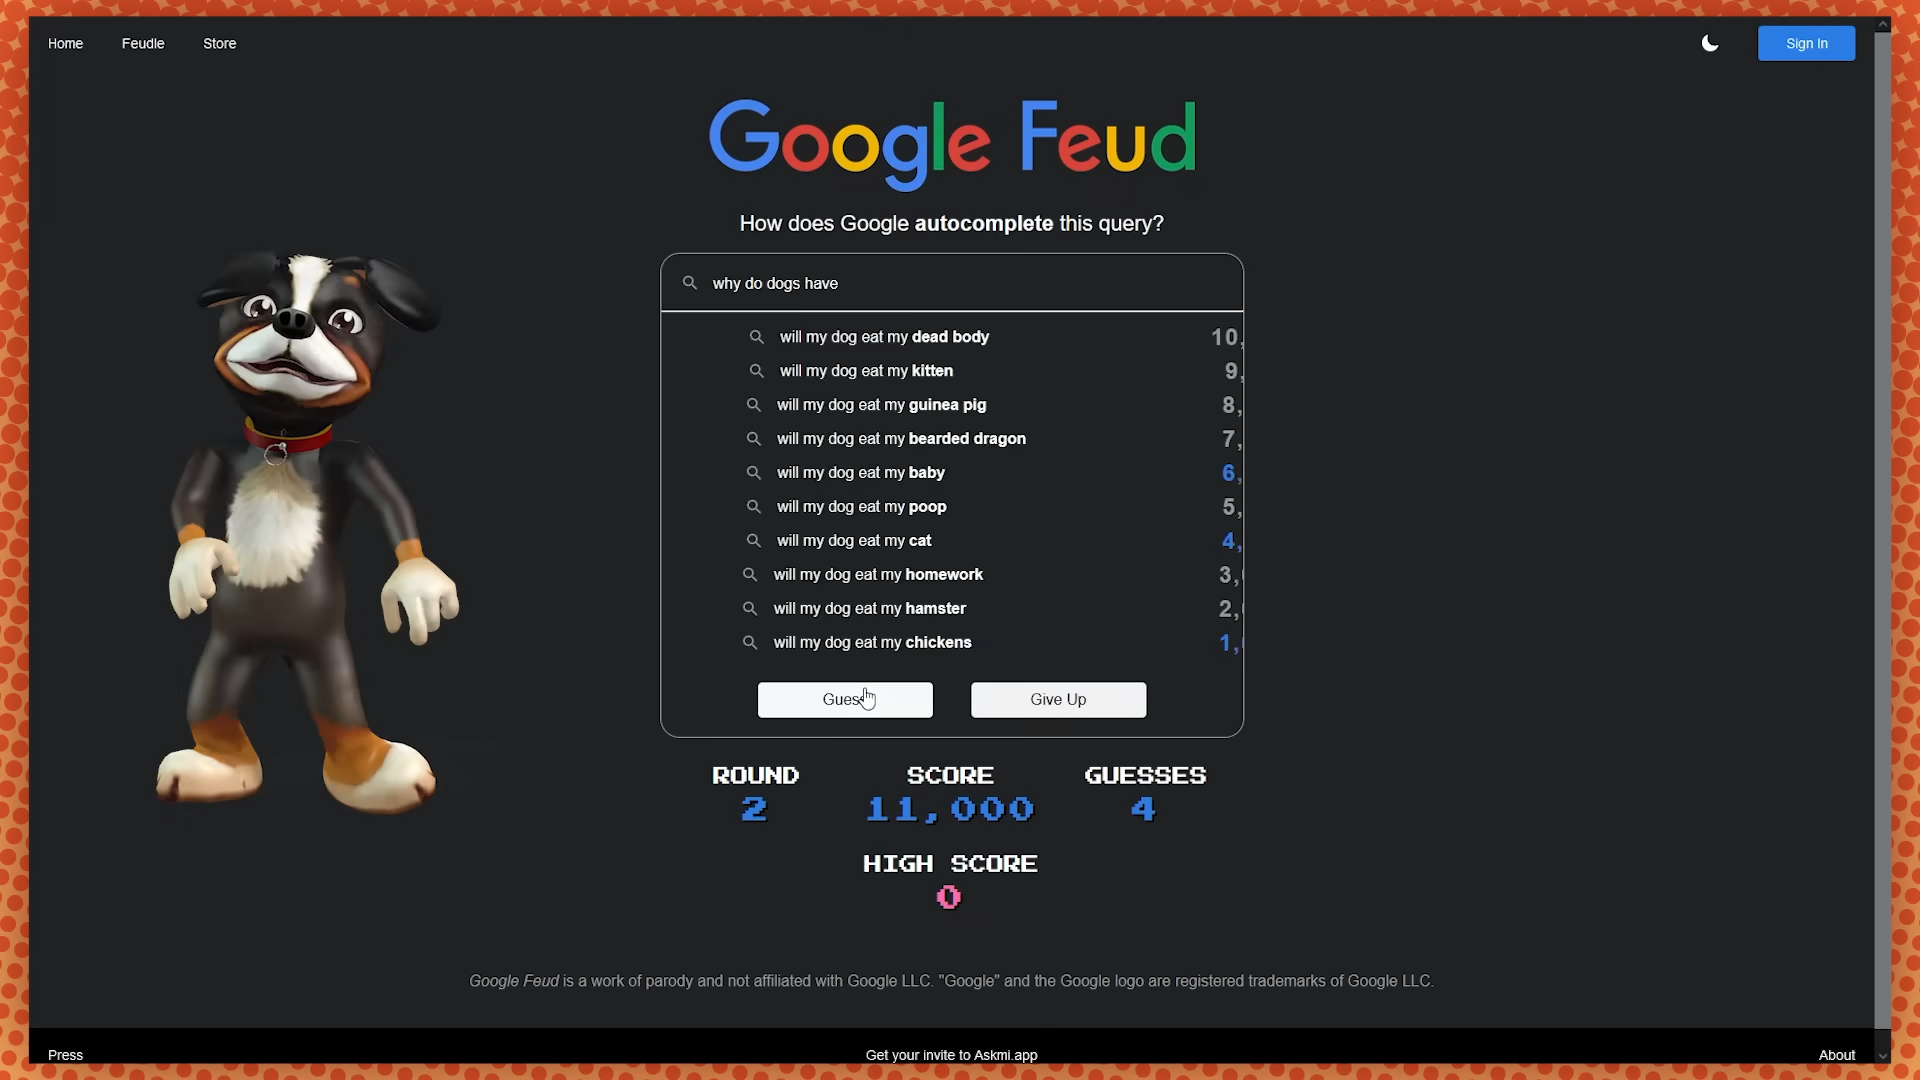 Home Feudle Store Sign In
Google Feud
How does Google autocomplete this query?
why do dogs have
will my dog eat my dead body 10,
will my dog eat my kitten 9,
will my dog eat my guinea pig 8,
will my dog eat my bearded dragon 7,
will my dog eat my baby 6,
will my dog eat my poop 5,
will my dog eat my cat 4,
will my dog eat my homework 3,
will my dog eat my hamster 2,
will my dog eat my chickens 1,
Guess Give Up
ROUND SCORE GUESSES
2 11,000 4
HIGH SCORE
0
Google Feud is a work of parody and not affiliated with Google LLC. "Google" and the Google logo are registered trademarks of Google LLC.
Press Get your invite to Askmi.app About